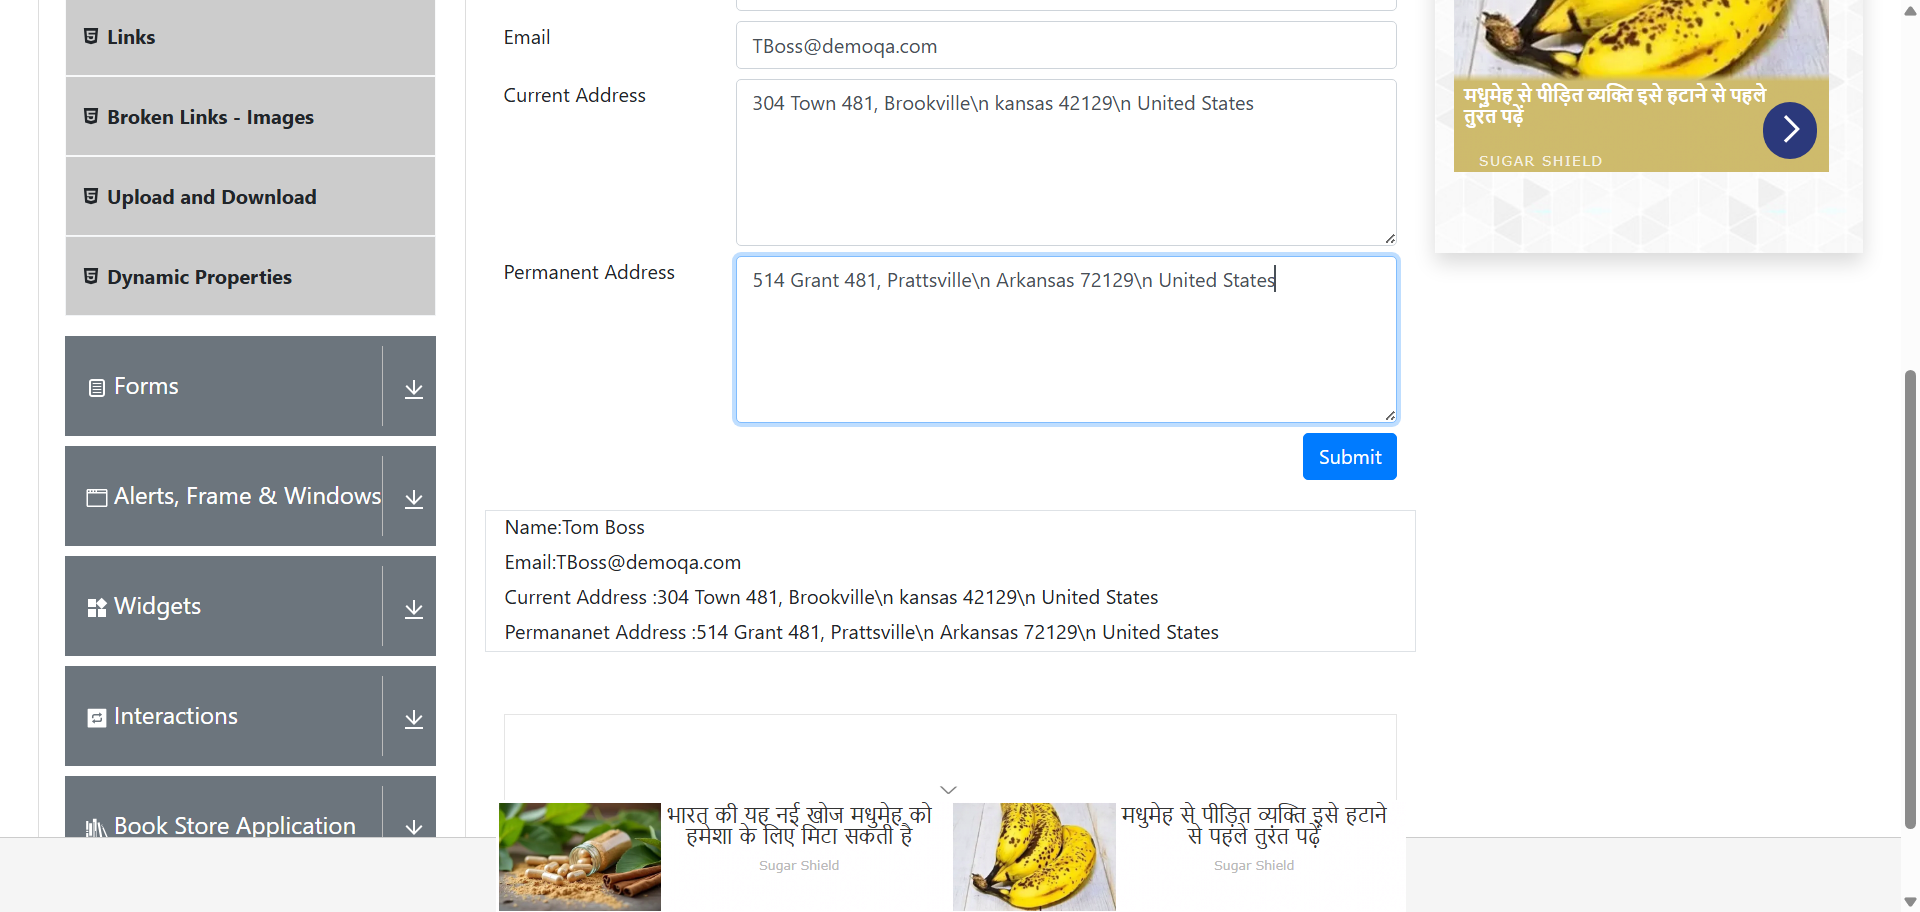 Links
Broken Links - Images
Upload and Download
Dynamic Properties
Forms
Alerts, Frame & Windows
Widgets
Interactions
Book Store Application
Email
TBoss@demoqa.com
Current Address
304 Town 481, Brookville\n kansas 42129\n United States
Permanent Address
514 Grant 481, Prattsville\n Arkansas 72129\n United States
Submit
Name:Tom Boss
Email:TBoss@demoqa.com
Current Address :304 Town 481, Brookville\n kansas 42129\n United States
Permananet Address :514 Grant 481, Prattsville\n Arkansas 72129\n United States
मधुमेह से पीड़ित व्यक्ति इसे हटाने से पहले
तुरंत पढ़ें
SUGAR SHIELD
भारत की यह नई खोज मधुमेह को
हमेशा के लिए मिटा सकती है
Sugar Shield
मधुमेह से पीड़ित व्यक्ति इसे हटाने
से पहले तुरंत पढ़ें
Sugar Shield